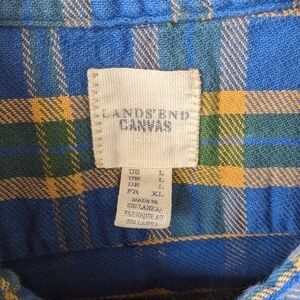 LANDS' END
CANVAS
US L
UK L
DE L
FR XL
MADE IN
SRI LANKA